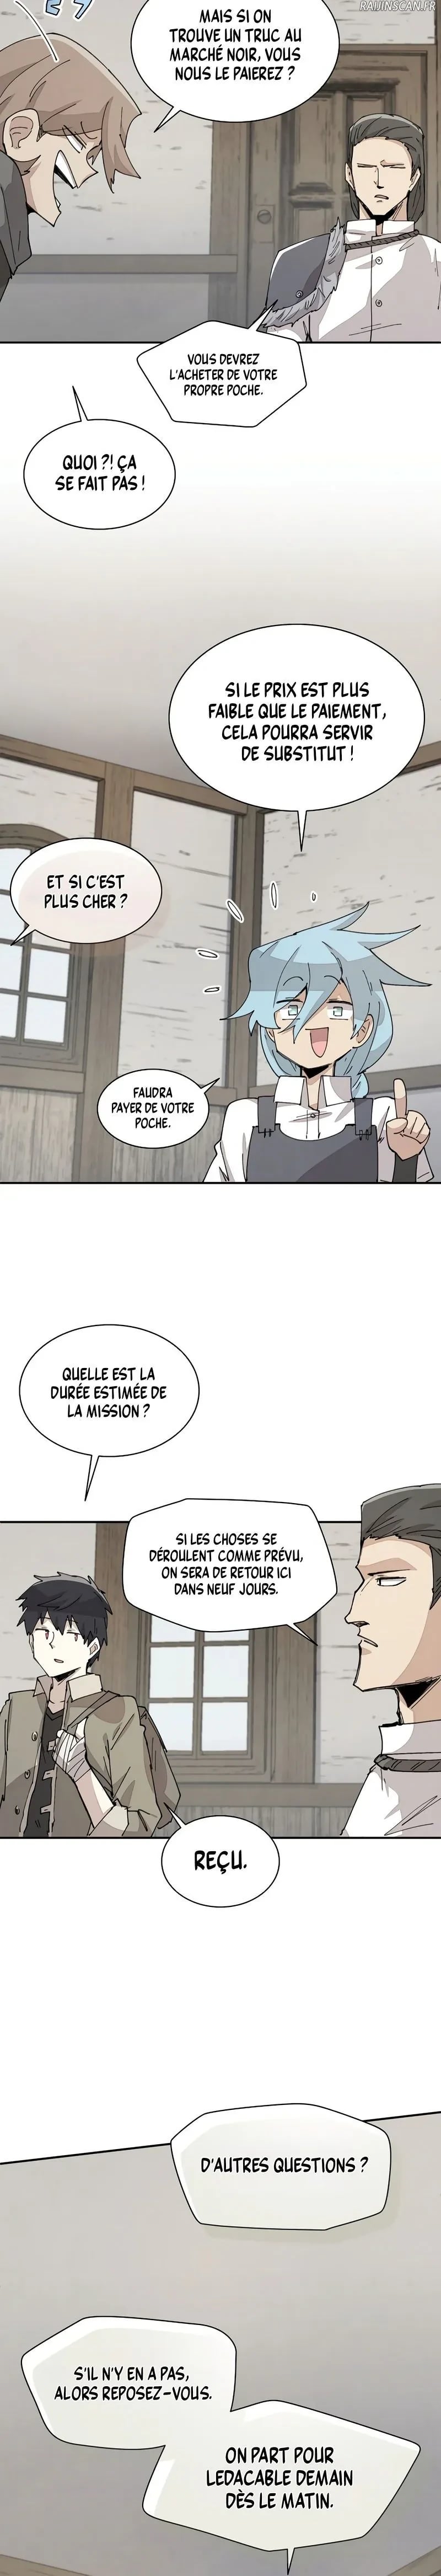 RAIJINSCAN.FR
MAIS SI ON
TROUVE UN TRUC AU
MARCHÉ NOIR, VOUS
NOUS LE PAIEREZ ?
VOUS DEVREZ
L'ACHETER DE VOTRE
PROPRE POCHE.
QUOI ?! ÇA
SE FAIT PAS !
SI LE PRIX EST PLUS
FAIBLE QUE LE PAIEMENT,
CELA POURRA SERVIR
DE SUBSTITUT !
ET SI C'EST
PLUS CHER ?
FAUDRA
PAYER DE VOTRE
POCHE.
QUELLE EST LA
DURÉE ESTIMÉE DE
LA MISSION ?
SI LES CHOSES SE
DÉROULENT COMME PRÉVU,
ON SERA DE RETOUR ICI
DANS NEUF JOURS.
REÇU.
D'AUTRES QUESTIONS ?
S'IL N'Y EN A PAS,
ALORS REPOSEZ-VOUS.
ON PART POUR
LEDACABLE DEMAIN
DÈS LE MATIN.